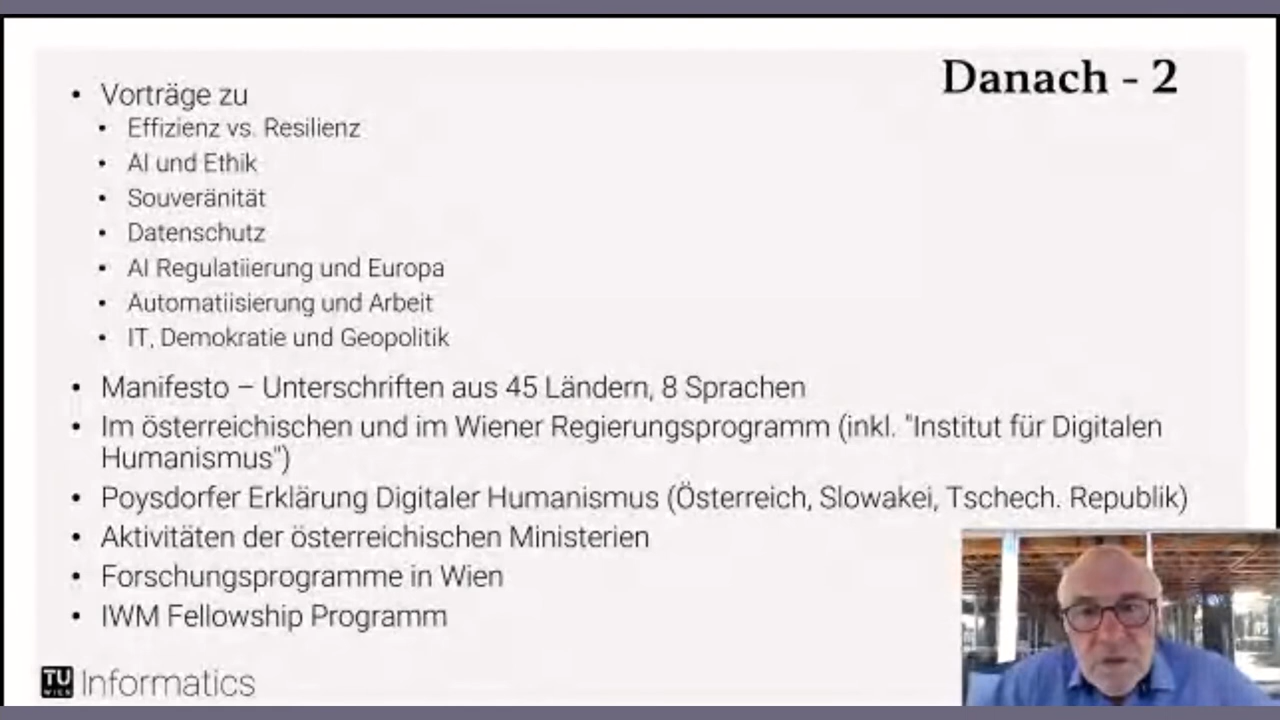 Danach - 2
• Vorträge zu
• Effizienz vs. Resilienz
• AI und Ethik
• Souveränität
• Datenschutz
• AI Regulatiierung und Europa
• Automatiisierung und Arbeit
• IT, Demokratie und Geopolitik
• Manifesto – Unterschriften aus 45 Ländern, 8 Sprachen
• Im österreichischen und im Wiener Regierungsprogramm (inkl. "Institut für Digitalen
Humanismus")
• Poysdorfer Erklärung Digitaler Humanismus (Österreich, Slowakei, Tschech. Republik)
• Aktivitäten der österreichischen Ministerien
• Forschungsprogramme in Wien
• IWM Fellowship Programm
TU WIEN Informatics